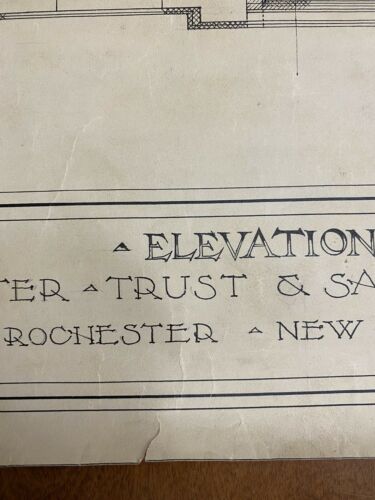 ELEVATION
TER TRUST & SA
ROCHESTER NEW